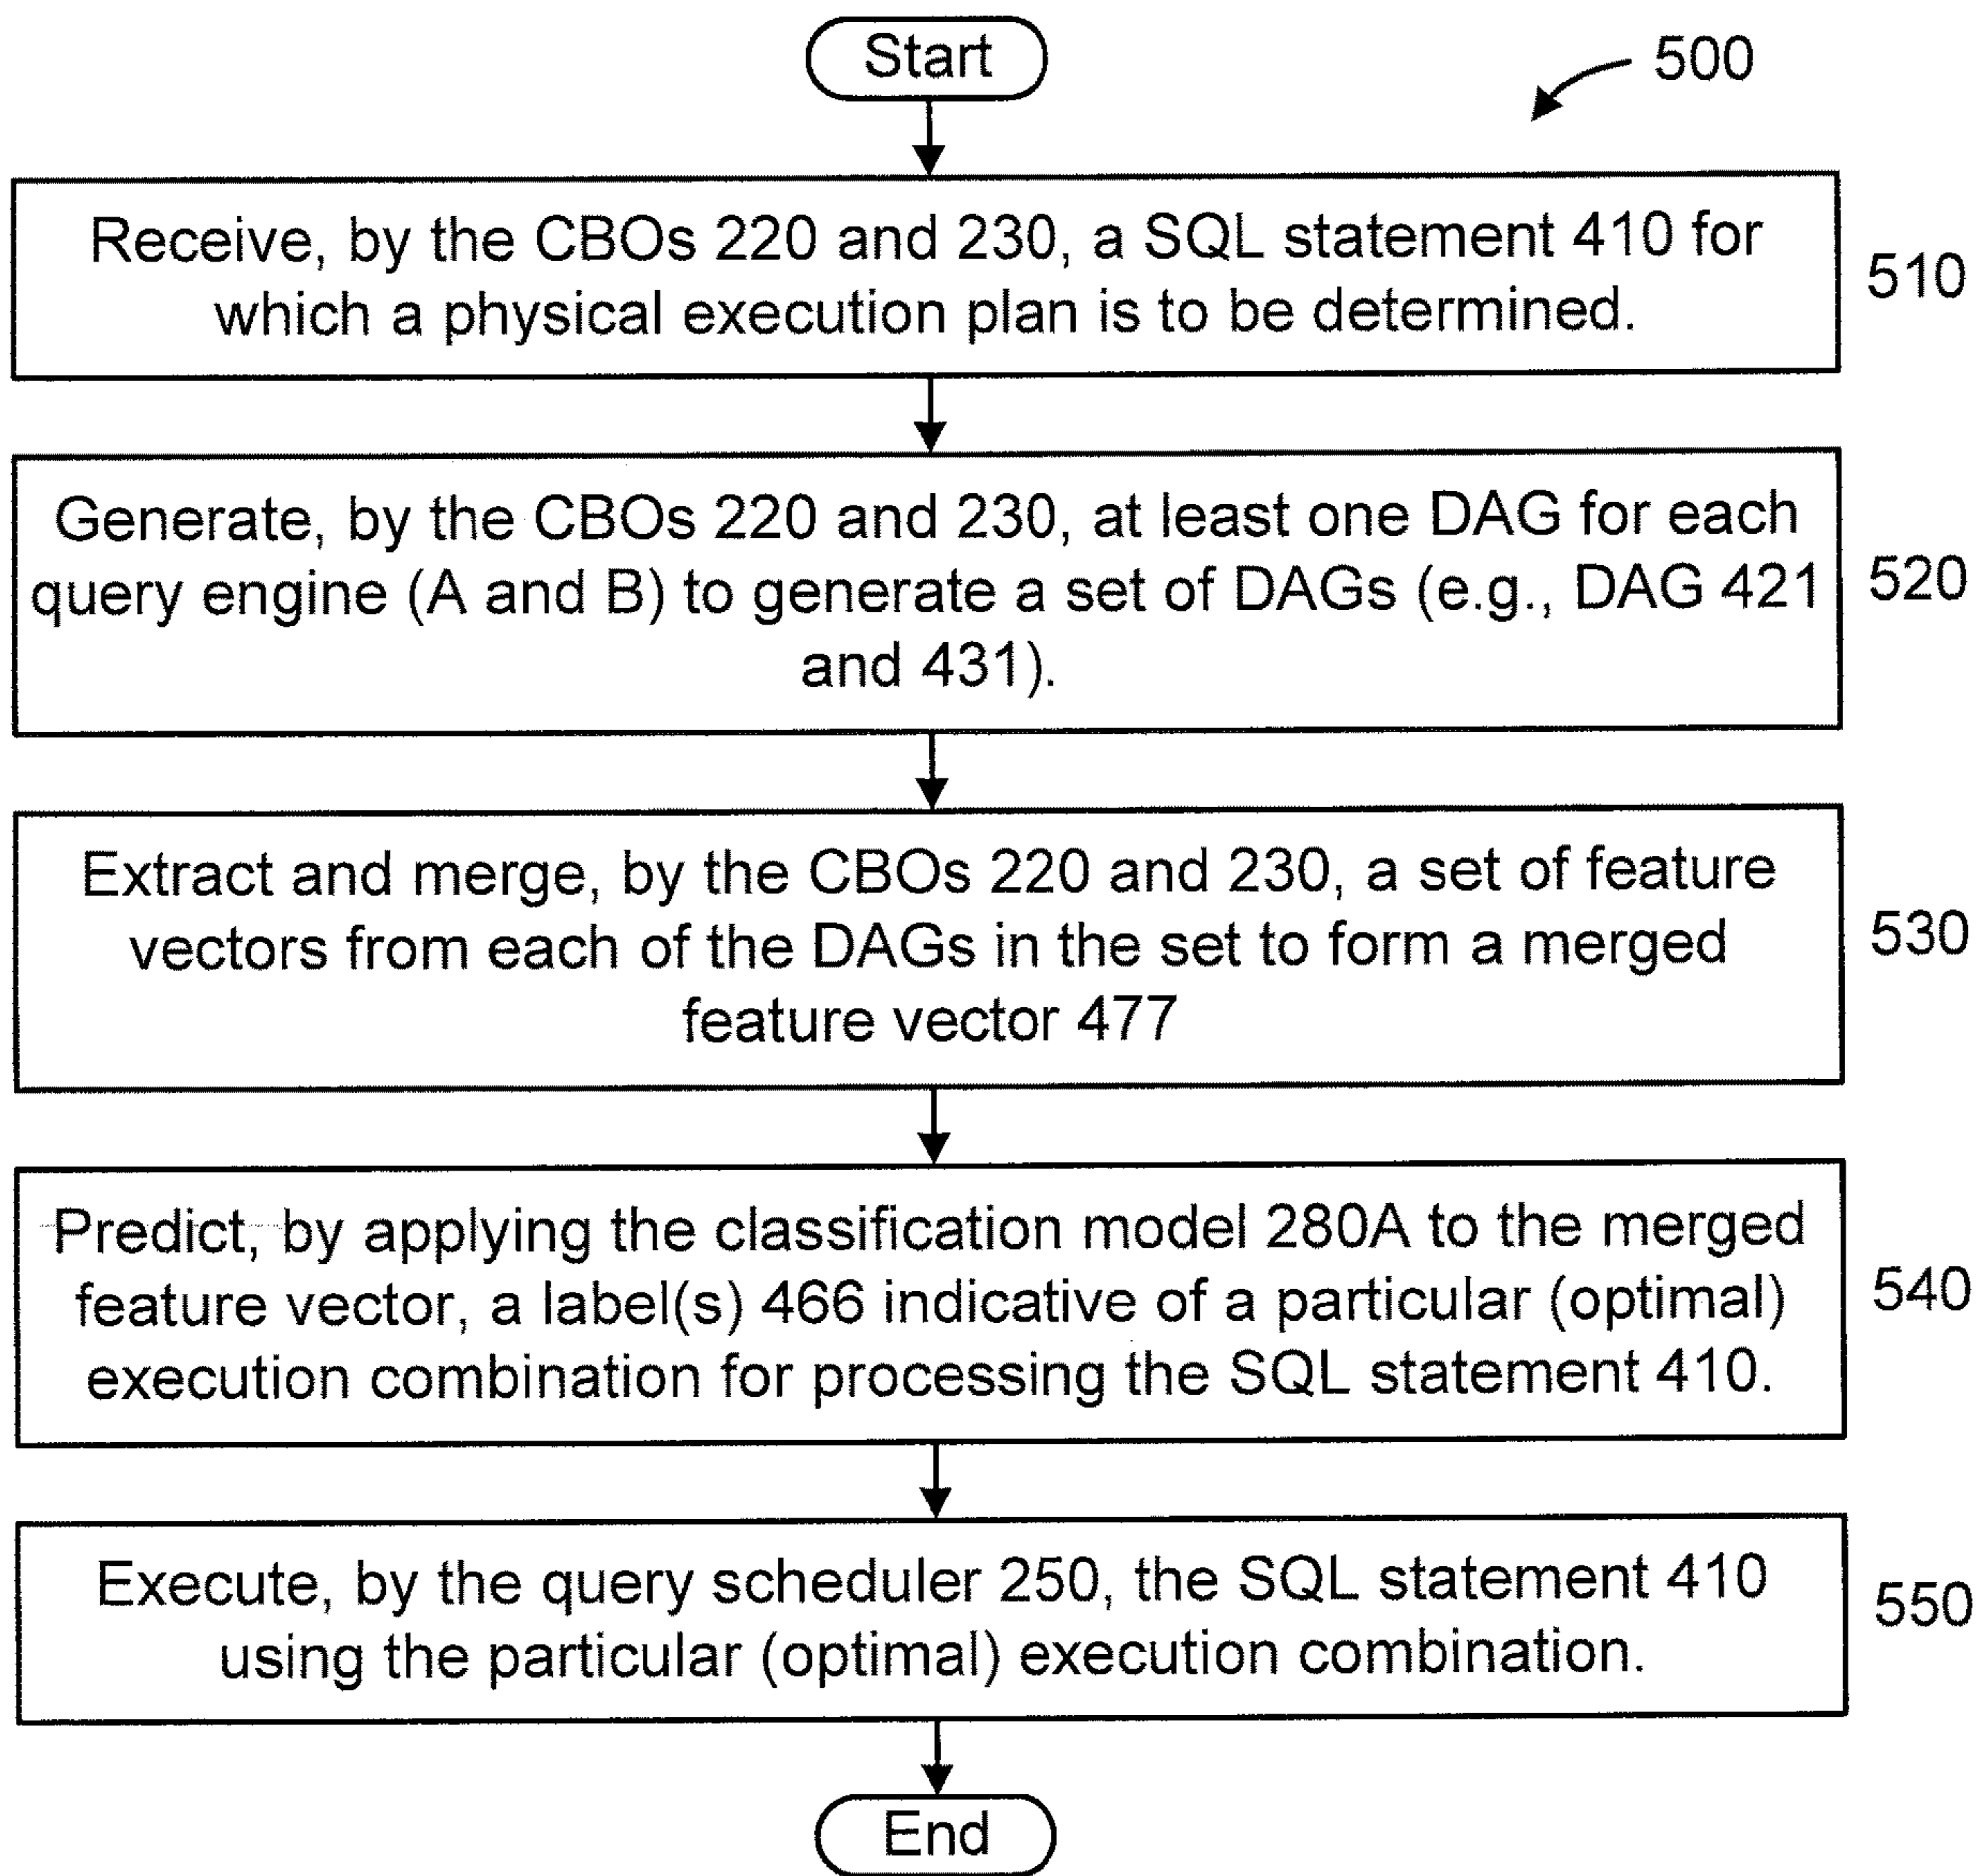 Start
500
Receive, by the CBOs 220 and 230, a SQL statement 410 for
which a physical execution plan is to be determined.
510
Generate, by the CBOs 220 and 230, at least one DAG for each
query engine (A and B) to generate a set of DAGs (e.g., DAG 421
and 431).
520
Extract and merge, by the CBOs 220 and 230, a set of feature
vectors from each of the DAGs in the set to form a merged
feature vector 477
530
Predict, by applying the classification model 280A to the merged
feature vector, a label(s) 466 indicative of a particular (optimal)
execution combination for processing the SQL statement 410.
540
Execute, by the query scheduler 250, the SQL statement 410
using the particular (optimal) execution combination.
550
End